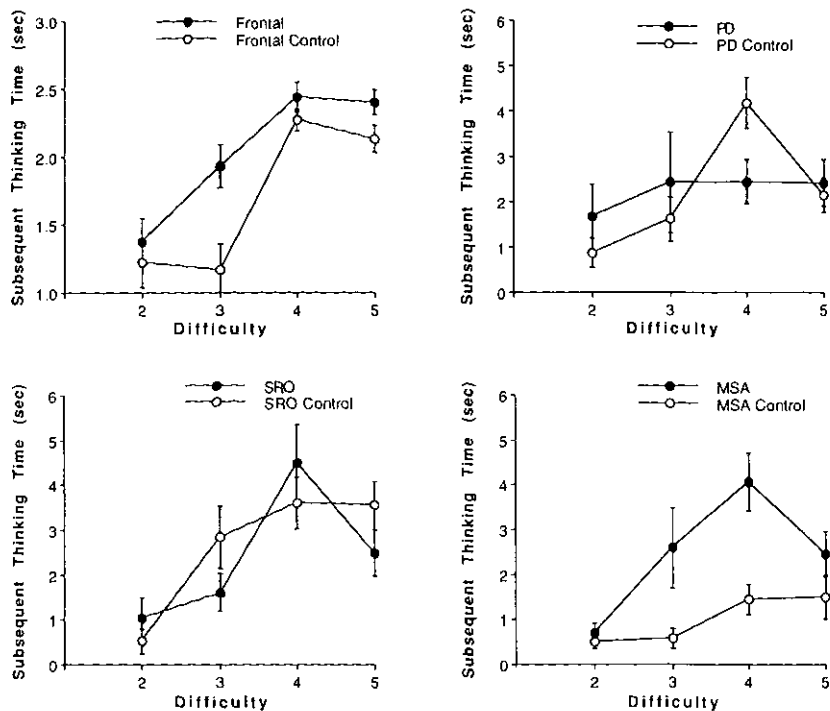 Frontal
Frontal Control
Subsequent Thinking Time (sec)
3.0
2.5
2.0
1.5
1.0
2 3 4 5
Difficulty
PD
PD Control
Subsequent Thinking Time (sec)
6
5
4
3
2
1
0
2 3 4 5
Difficulty
SRO
SRO Control
Subsequent Thinking Time (sec)
6
5
4
3
2
1
0
2 3 4 5
Difficulty
MSA
MSA Control
Subsequent Thinking Time (sec)
6
5
4
3
2
1
0
2 3 4 5
Difficulty